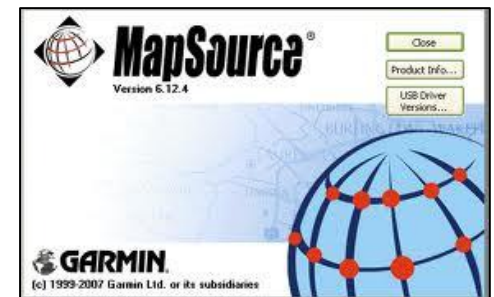 MapSource®
Version 6.12.4
Close
Product Info...
USB Driver
Versions...
GARMIN.
(c) 1999-2007 Garmin Ltd. or its subsidiaries